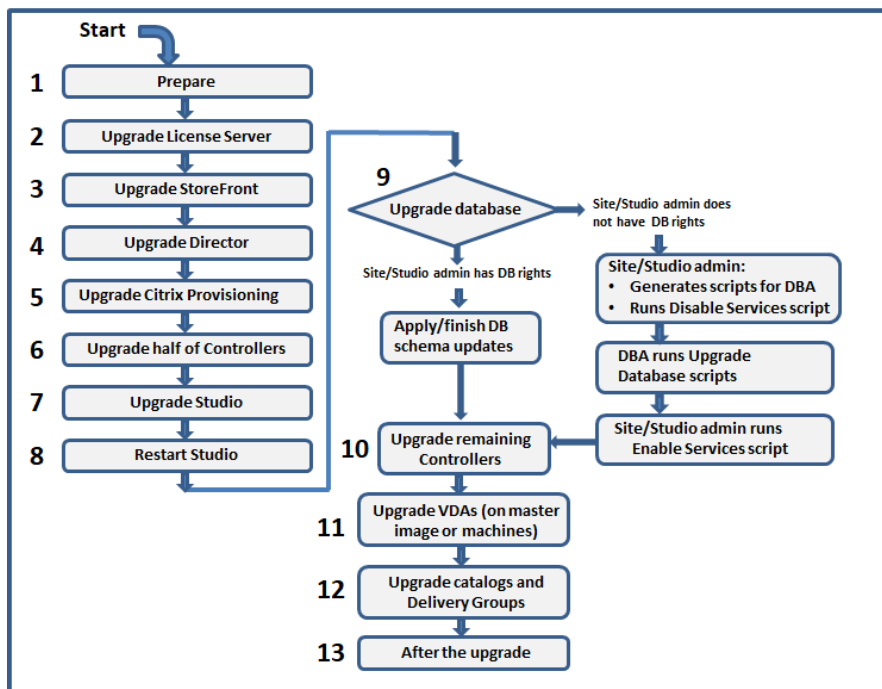 Start
1
Prepare
2
Upgrade License Server
3
Upgrade StoreFront
4
Upgrade Director
5
Upgrade Citrix Provisioning
6
Upgrade half of Controllers
7
Upgrade Studio
8
Restart Studio
9
Upgrade database
Site/Studio admin does
not have DB rights
Site/Studio admin has DB rights
Site/Studio admin:
• Generates scripts for DBA
• Runs Disable Services script
Apply/finish DB
schema updates
DBA runs Upgrade
Database scripts
Site/Studio admin runs
Enable Services script
10
Upgrade remaining
Controllers
11
Upgrade VDAs (on master
image or machines)
12
Upgrade catalogs and
Delivery Groups
13
After the upgrade